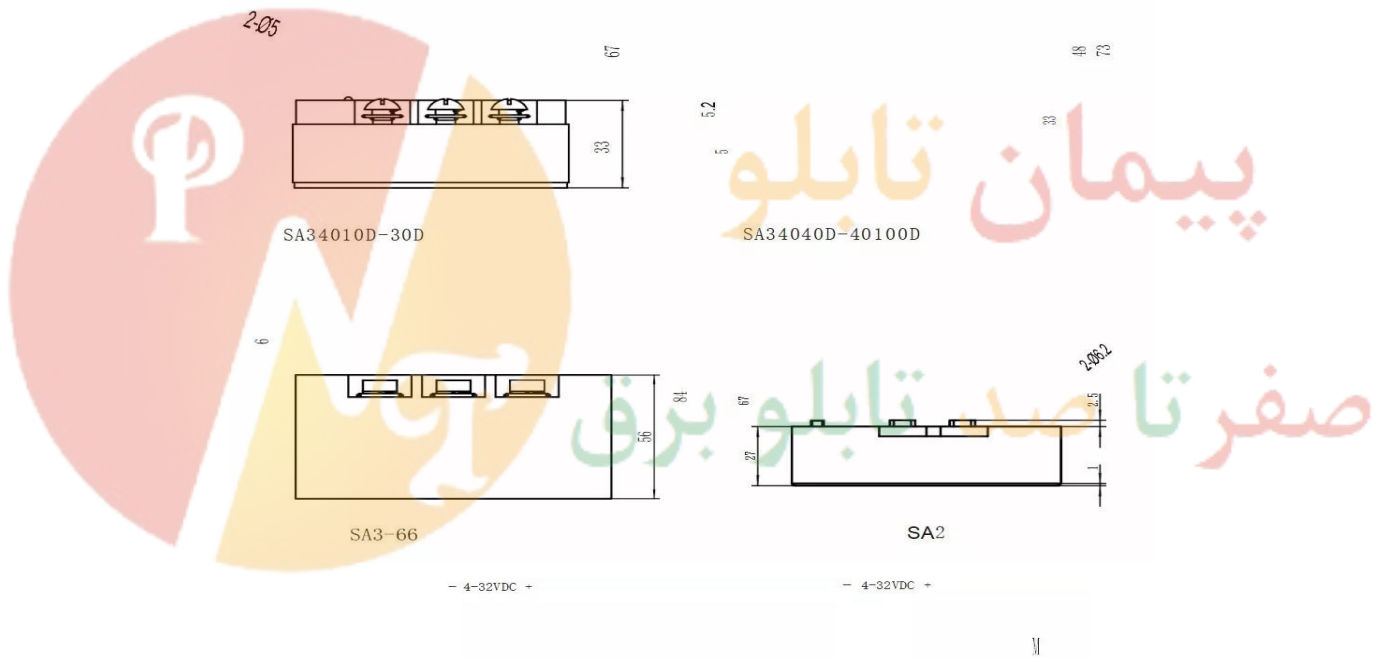 2-Ø5
67
48 73
5.2
33
33
5
پیمان تابلو
SA34010D-30D
SA34040D-40100D
6
2-Ø6.2
84
67
2.5
صفر تا صد تابلو برق
56
27
1
SA3-66
SA2
- 4-32VDC +
- 4-32VDC +
M
PNT